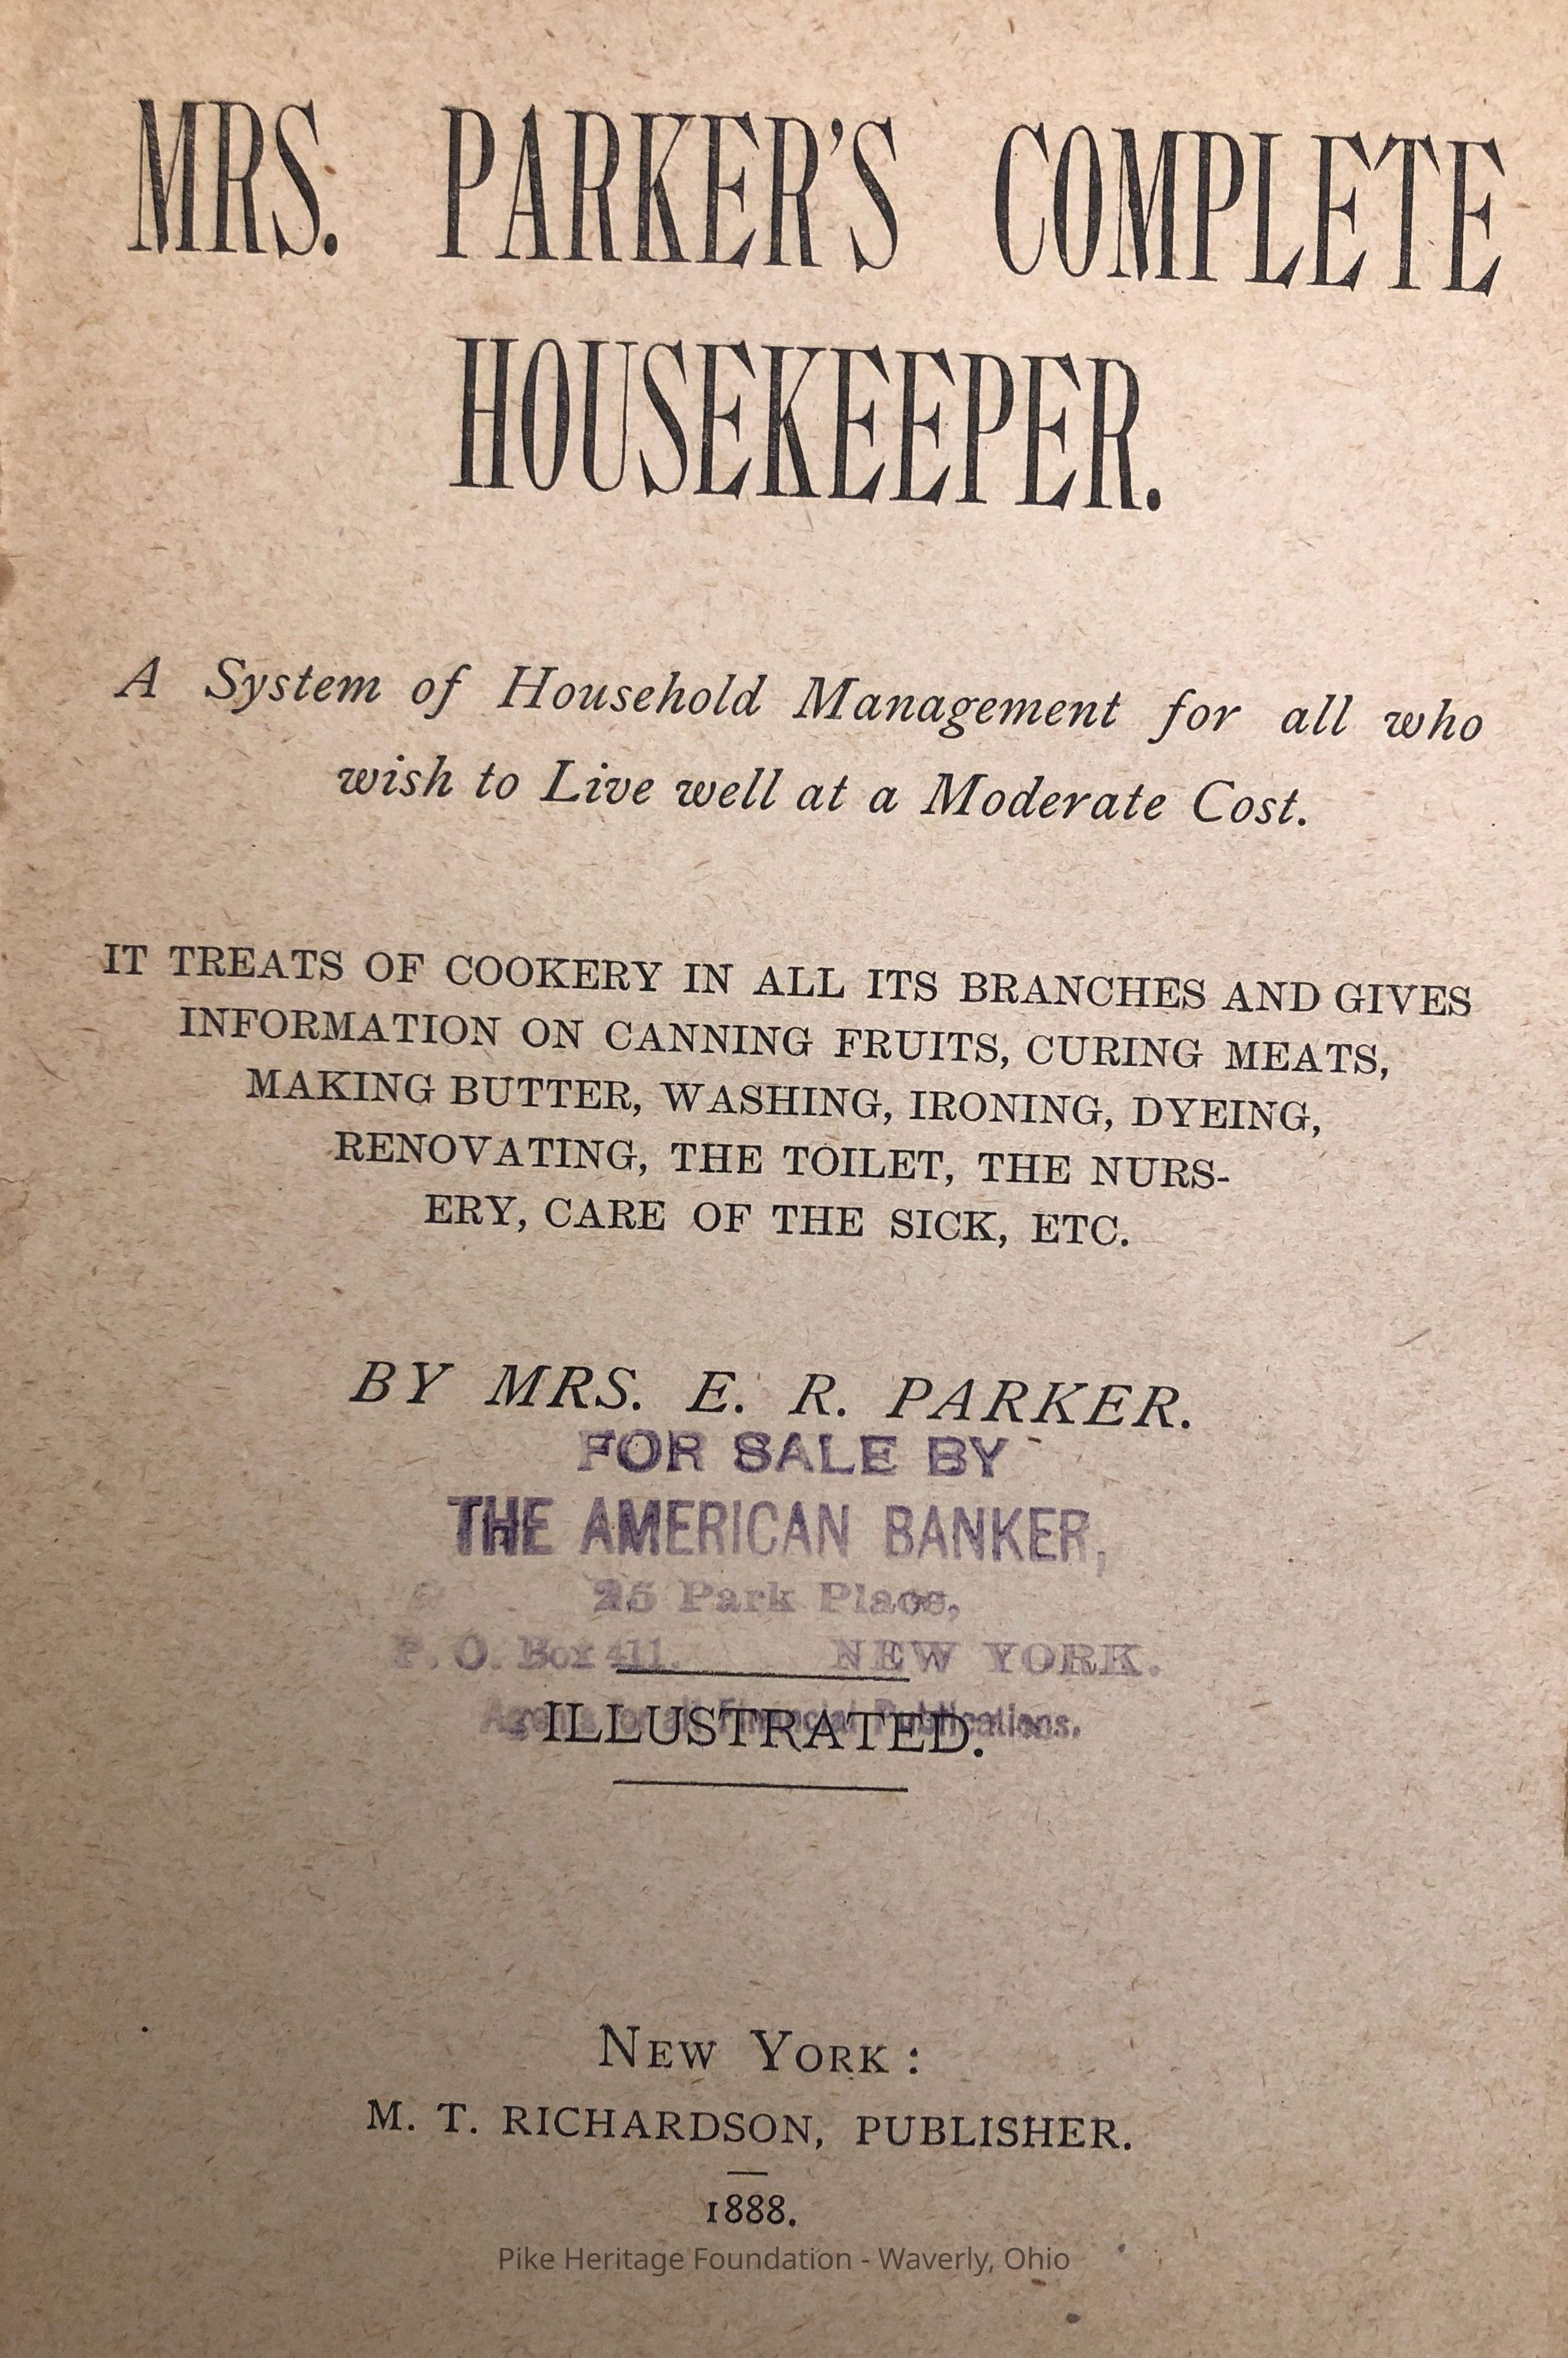 MRS. PARKER'S COMPLETE
HOUSEKEEPER.
A System of Household Management for all who
wish to Live well at a Moderate Cost.
IT TREATS OF COOKERY IN ALL ITS BRANCHES AND GIVES
INFORMATION ON CANNING FRUITS, CURING MEATS,
MAKING BUTTER, WASHING, IRONING, DYEING,
RENOVATING, THE TOILET, THE NURS-
ERY, CARE OF THE SICK, ETC.
BY MRS. E. R. PARKER.
FOR SALE BY
THE AMERICAN BANKER,
25 Park Place,
P. O. Box 411. NEW YORK.
Financial Publications.
ILLUSTRATED.
NEW YORK:
M. T. RICHARDSON, PUBLISHER.
1888.
Pike Heritage Foundation - Waverly, Ohio